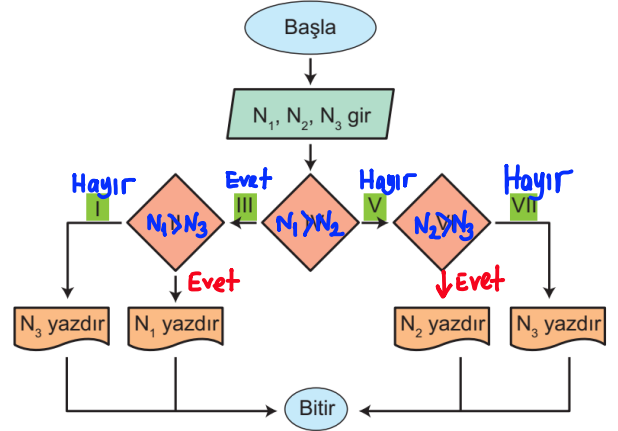 Başla
N₁, N₂, N₃ gir
Hayır Evet Hayır Hayır
I III V VII
N₁>N₃ N₁>N₂ N₂>N₃
Evet Evet
N₃ yazdır N₁ yazdır N₂ yazdır N₃ yazdır
Bitir